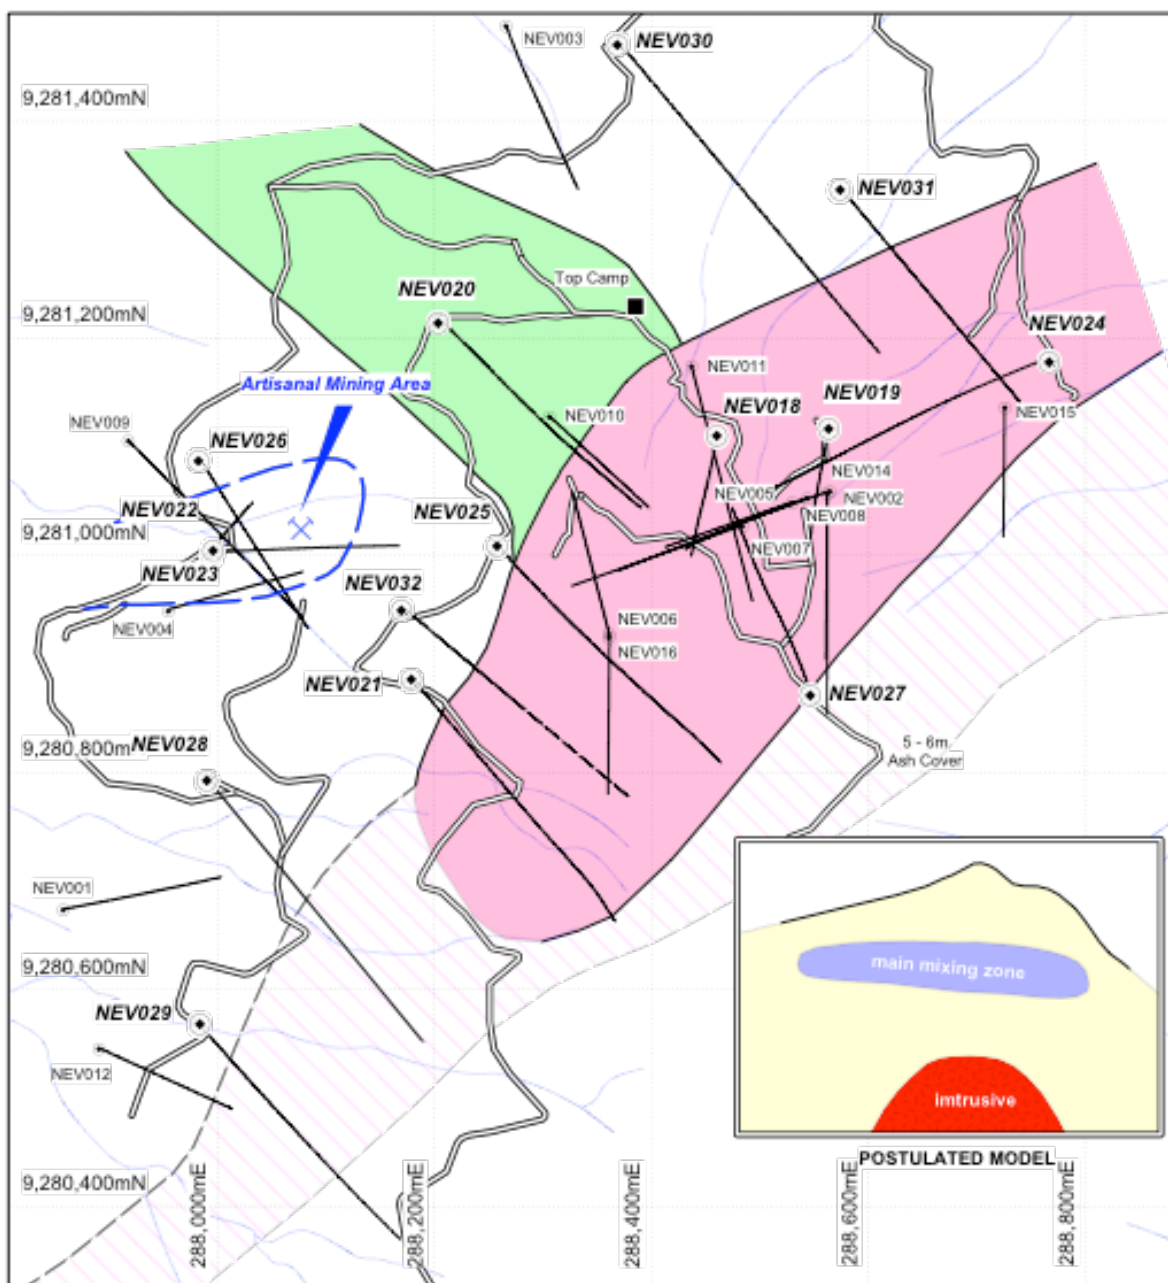 NEV003
NEV030
9,281,400mN
NEV031
Top Camp
NEV020
9,281,200mN
NEV024
NEV011
Artisanal Mining Area
NEV019
NEV018
NEV010
NEV015
NEV009
NEV026
NEV014
NEV005
NEV002
NEV022
NEV025
NEV008
9,281,000mN
NEV007
NEV023
NEV032
NEV004
NEV006
NEV016
NEV021
NEV027
9,280,800m
NEV028
5 - 6m
Ash Cover
NEV001
9,280,600mN
main mixing zone
NEV029
NEV012
imtrusive
POSTULATED MODEL
9,280,400mN
288,000mE
288,200mE
288,400mE
288,600mE
288,800mE